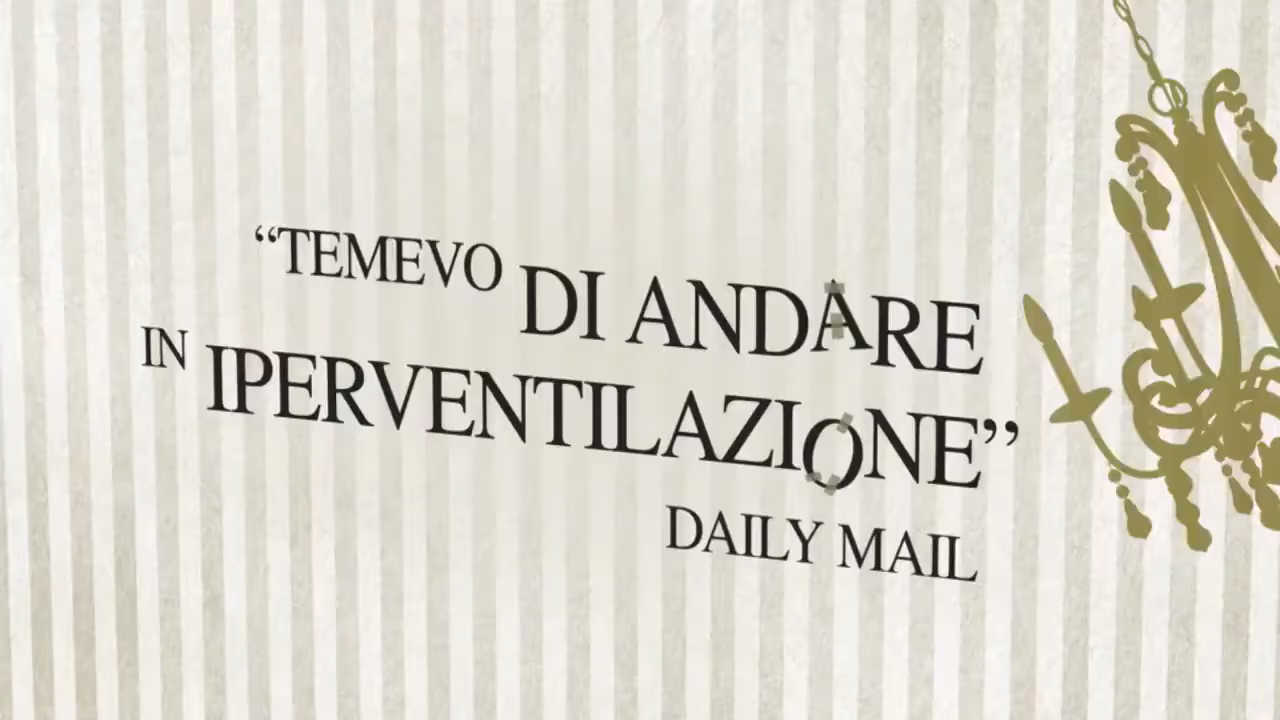 “TEMEVO DI ANDARE
IN IPERVENTILAZIONE”
DAILY MAIL